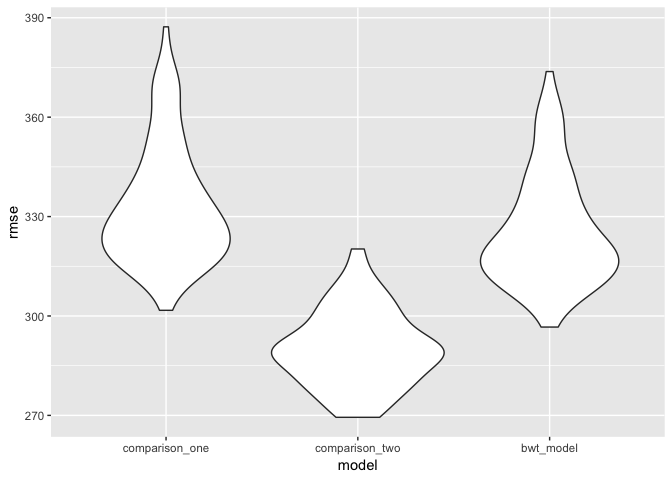 rmse
390
360
330
300
270
comparison_one
comparison_two
bwt_model
model